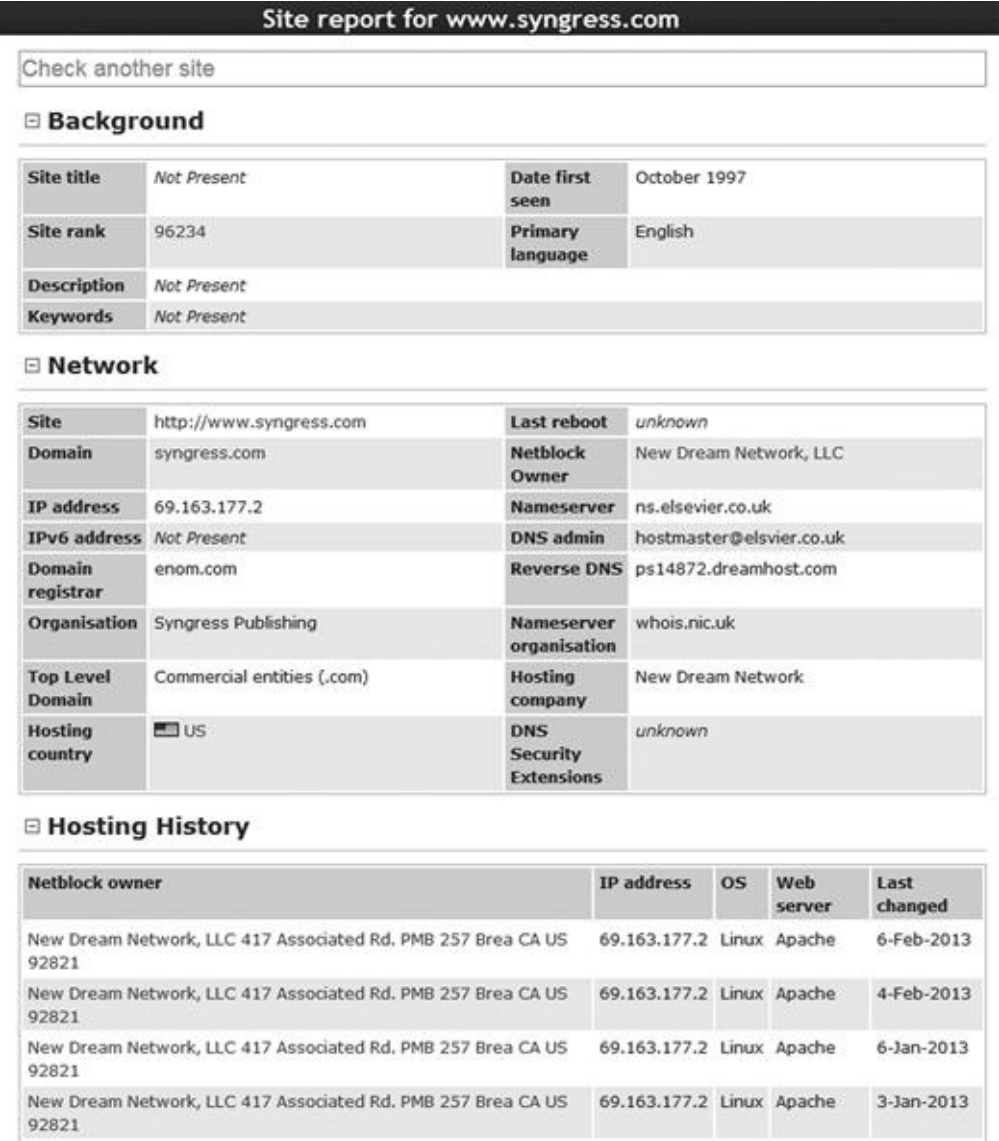 Site report for www.syngress.com
Check another site
Background
Site title Not Present Date first seen October 1997
Site rank 96234 Primary language English
Description Not Present
Keywords Not Present
Network
Site http://www.syngress.com Last reboot unknown
Domain syngress.com Netblock Owner New Dream Network, LLC
IP address 69.163.177.2 Nameserver ns.elsevier.co.uk
IPv6 address Not Present DNS admin hostmaster@elsvier.co.uk
Domain registrar enom.com Reverse DNS ps14872.dreamhost.com
Organisation Syngress Publishing Nameserver organisation whois.nic.uk
Top Level Domain Commercial entities (.com) Hosting company New Dream Network
Hosting country US DNS Security Extensions unknown
Hosting History
Netblock owner IP address OS Web server Last changed
New Dream Network, LLC 417 Associated Rd. PMB 257 Brea CA US 92821 69.163.177.2 Linux Apache 6-Feb-2013
New Dream Network, LLC 417 Associated Rd. PMB 257 Brea CA US 92821 69.163.177.2 Linux Apache 4-Feb-2013
New Dream Network, LLC 417 Associated Rd. PMB 257 Brea CA US 92821 69.163.177.2 Linux Apache 6-Jan-2013
New Dream Network, LLC 417 Associated Rd. PMB 257 Brea CA US 92821 69.163.177.2 Linux Apache 3-Jan-2013